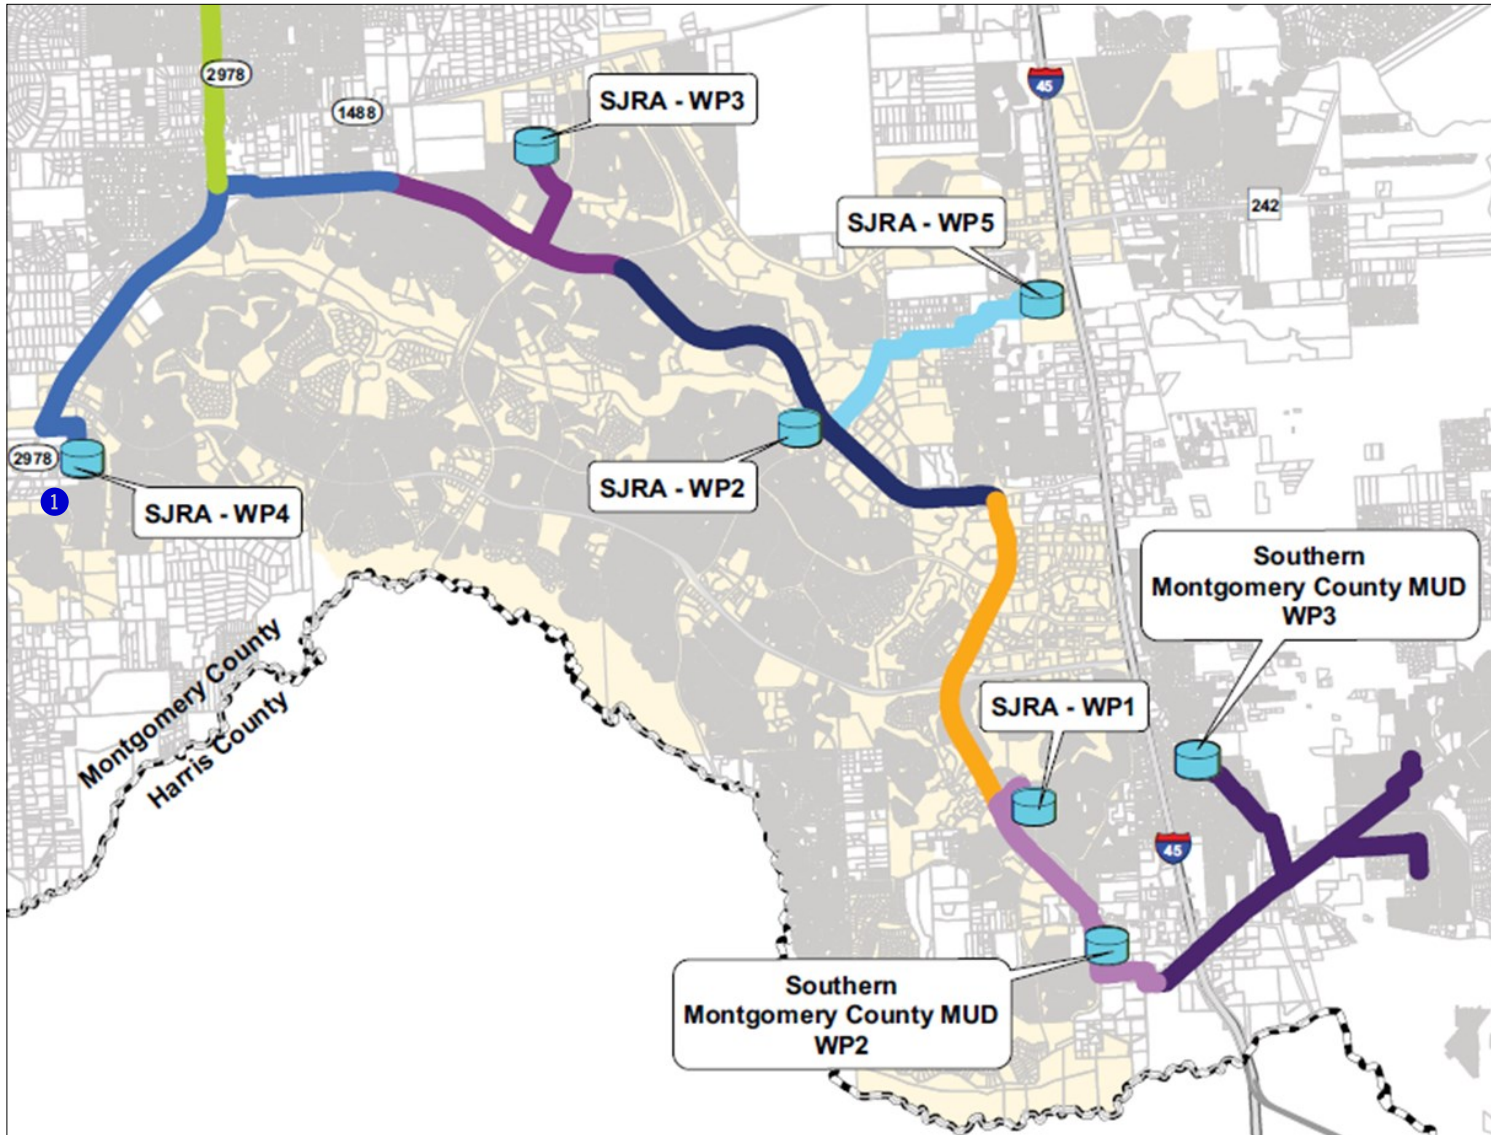 2978
1488
SJRA - WP3
45
SJRA - WP5
242
SJRA - WP2
2978
1
SJRA - WP4
Southern
Montgomery County MUD
WP3
Montgomery County
Harris County
SJRA - WP1
45
Southern
Montgomery County MUD
WP2